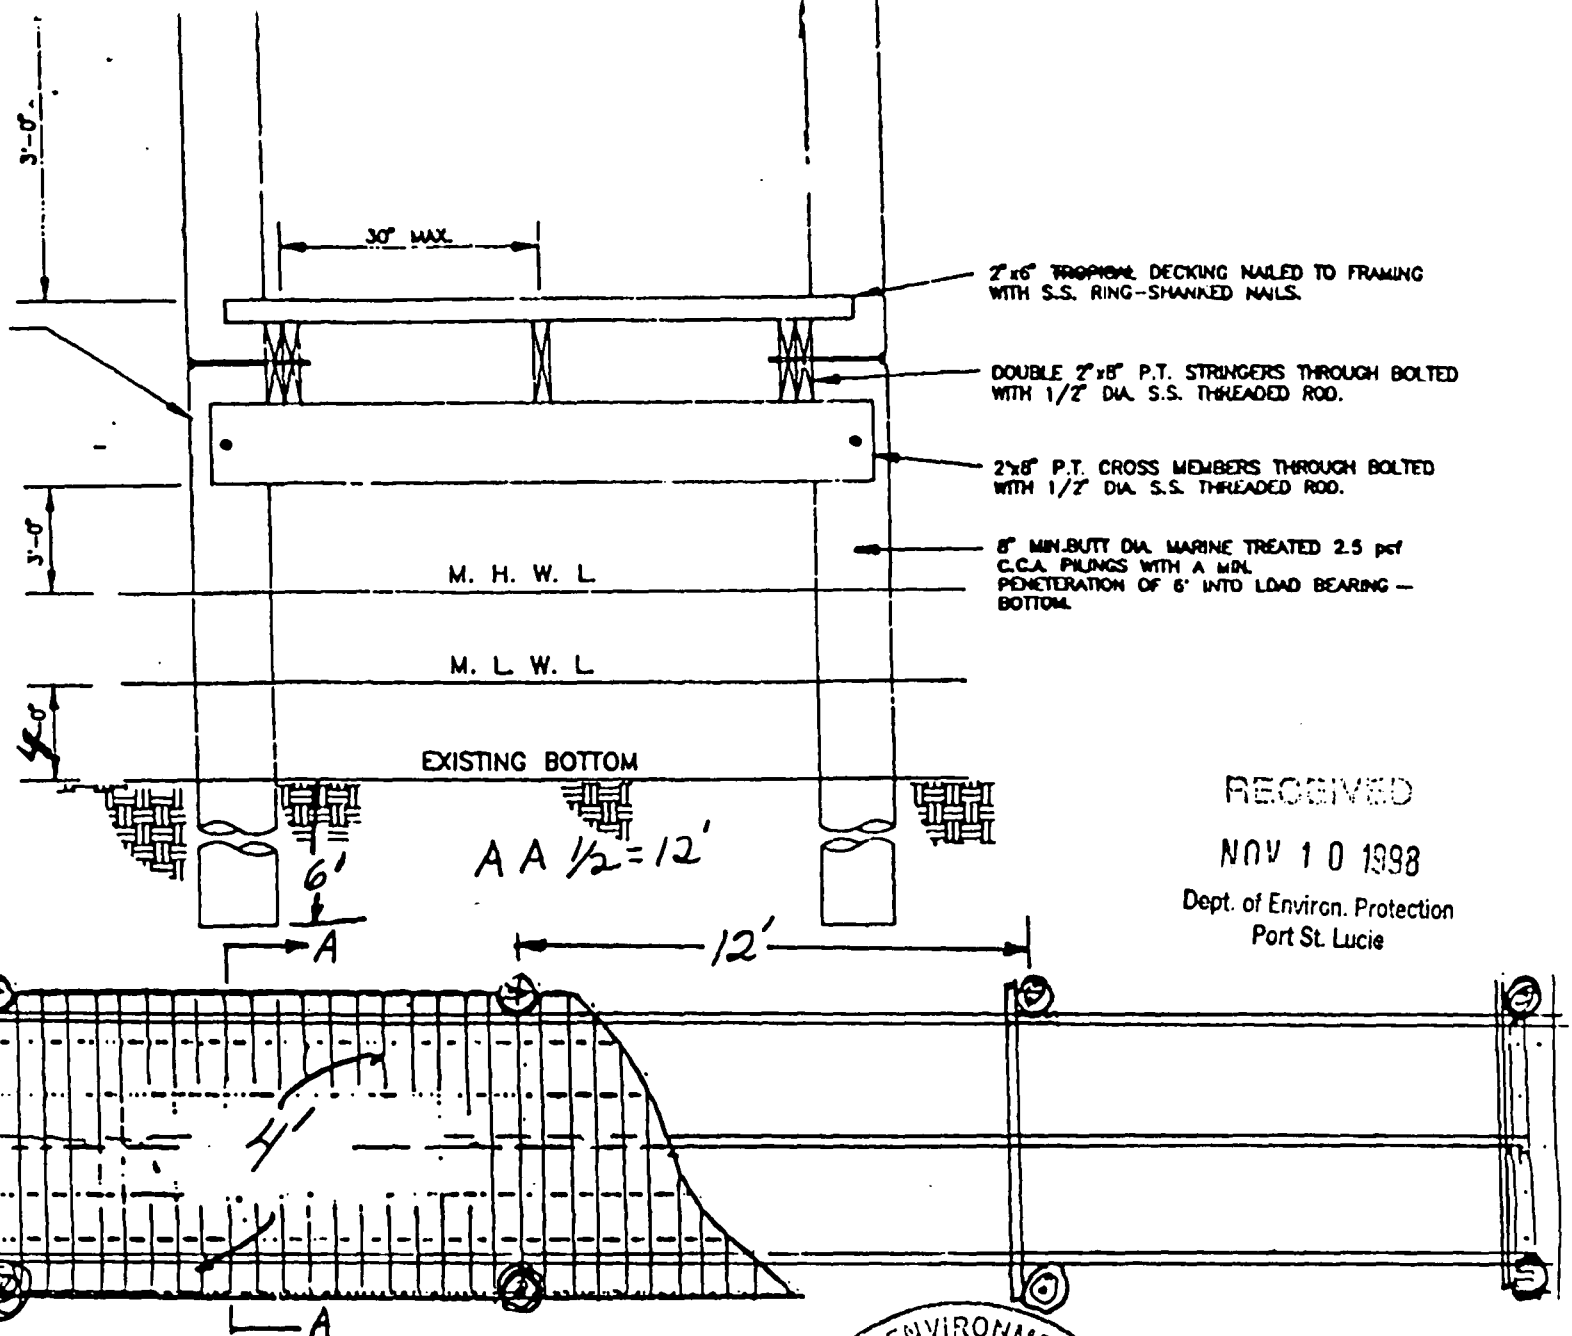 3'-0"
30" MAX.
2"x6" TROPICAL DECKING NAILED TO FRAMING
WITH S.S. RING-SHANKED NAILS.
DOUBLE 2"x8" P.T. STRINGERS THROUGH BOLTED
WITH 1/2" DIA. S.S. THREADED ROD.
2"x8" P.T. CROSS MEMBERS THROUGH BOLTED
WITH 1/2" DIA. S.S. THREADED ROD.
3'-0"
8" MIN.BUTT DIA. MARINE TREATED 2.5 pcf
C.C.A. PILINGS WITH A MIN.
PENETERATION OF 6' INTO LOAD BEARING
BOTTOM.
M. H. W. L
M. L. W. L
EXISTING BOTTOM
RECEIVED
NOV 10 1998
Dept. of Environ. Protection
Port St. Lucie
A A 1/2 = 12'
6'
A
12'
A
ENVIRONM